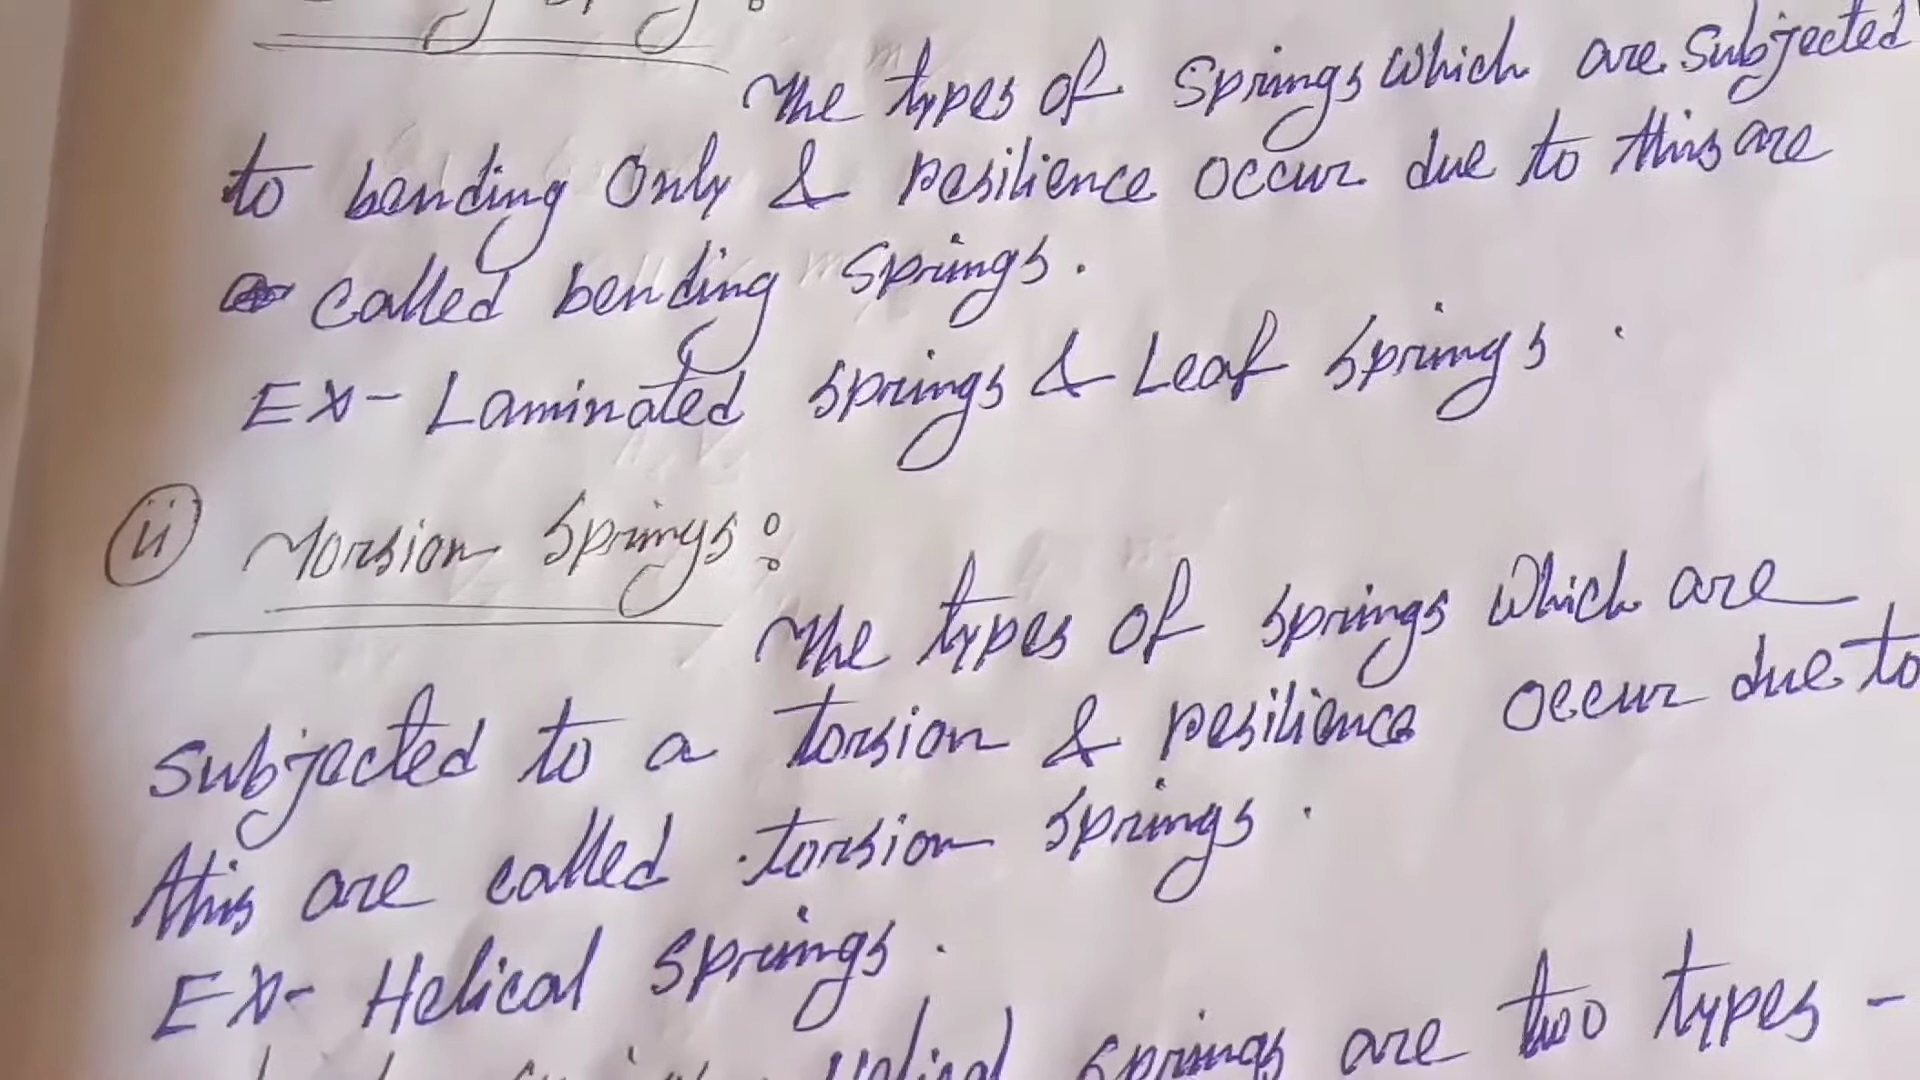 The types of Springs which are subjected
to bending Only & resilience occur due to this are
called bending springs.
Ex- Laminated springs & Leaf springs.
(ii) Torsion Springs:
The types of springs which are
subjected to a torsion & resilience occur due to
this are called torsion springs.
Ex- Helical springs.
Helical springs are two types -